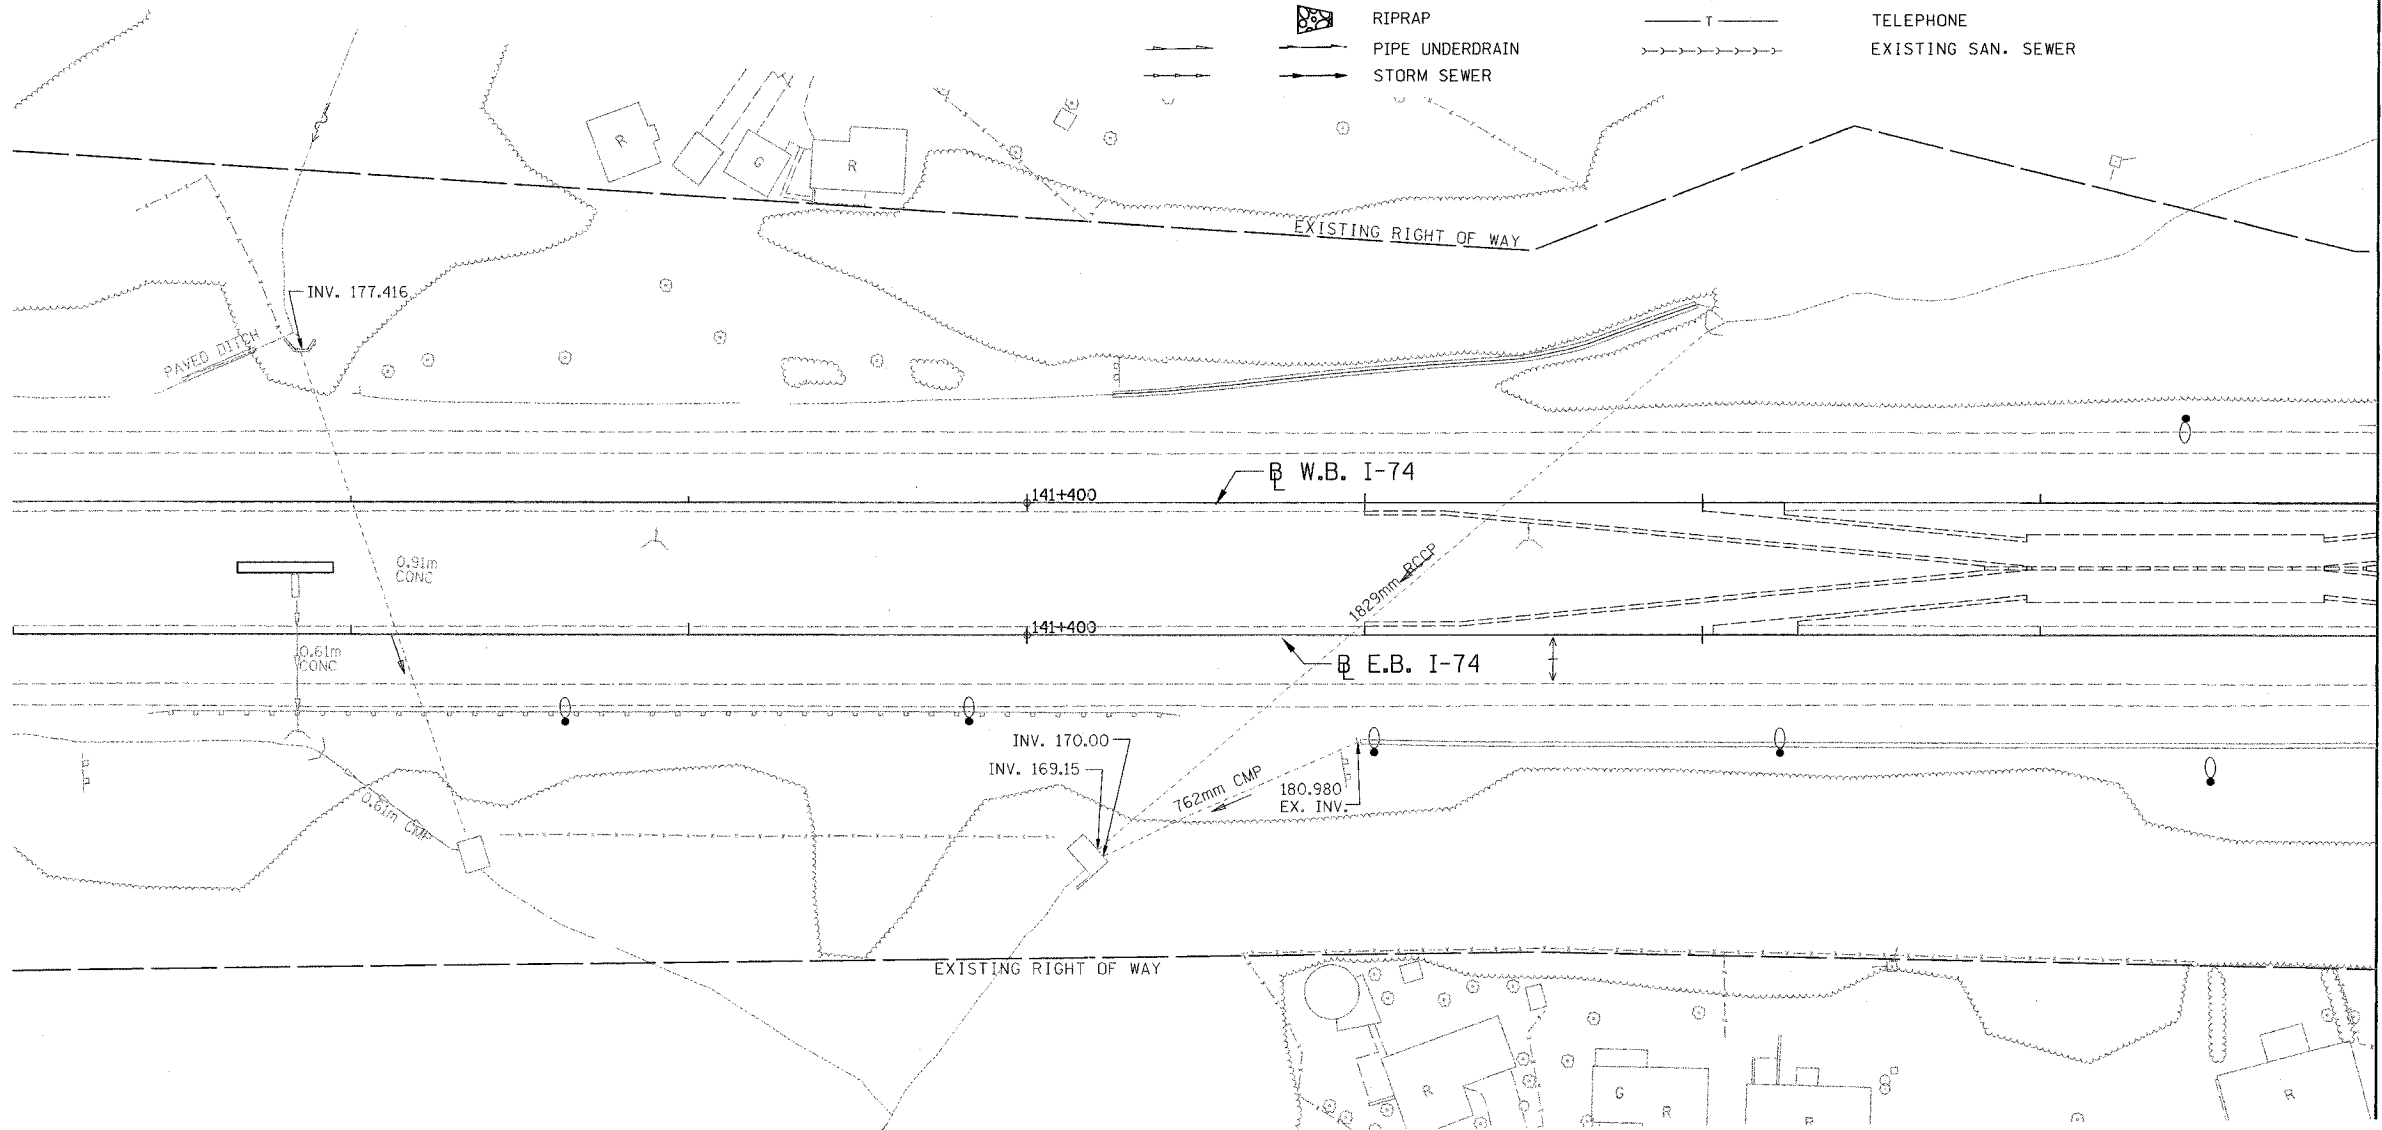 RIPRAP
T
TELEPHONE
PIPE UNDERDRAIN
EXISTING SAN. SEWER
STORM SEWER
R
G
R
EXISTING RIGHT OF WAY
INV. 177.416
PAVED DITCH
B W.B. I-74
L
141+400
0.91m
CONC
1829mm RCCP
141+400
0.61m
CONC
B E.B. I-74
L
INV. 170.00
INV. 169.15
762mm CMP
180.980
EX. INV.
0.61m CMP
EXISTING RIGHT OF WAY
R
G
R
R
R